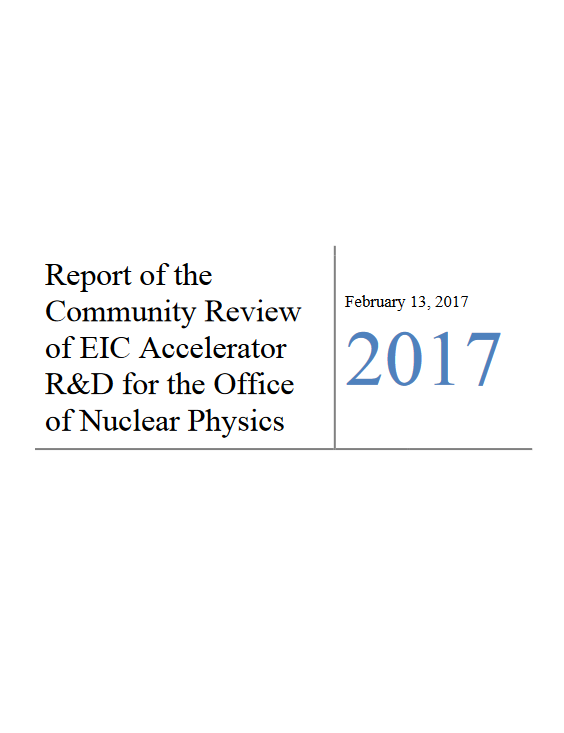 Report of the
Community Review
of EIC Accelerator
R&D for the Office
of Nuclear Physics
February 13, 2017
2017